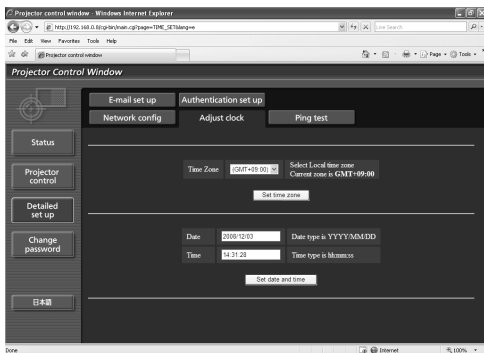 Projector control window - Windows Internet Explorer
http://192.168.0.8/cgi-bin/main.cgi?page=TIME_SET&lang=e
Live Search
File Edit View Favorites Tools Help
Projector control window
Page Tools
Projector Control Window
E-mail set up Authentication set up
Network config Adjust clock Ping test
Status
Projector control
Detailed set up
Change password
日本語
Time Zone (GMT+09:00) Select Local time zone
Current zone is GMT+09:00
Set time zone
Date 2008/12/03 Date type is YYYY/MM/DD
Time 14:31:28 Time type is hh:mm:ss
Set date and time
Done Internet 100%